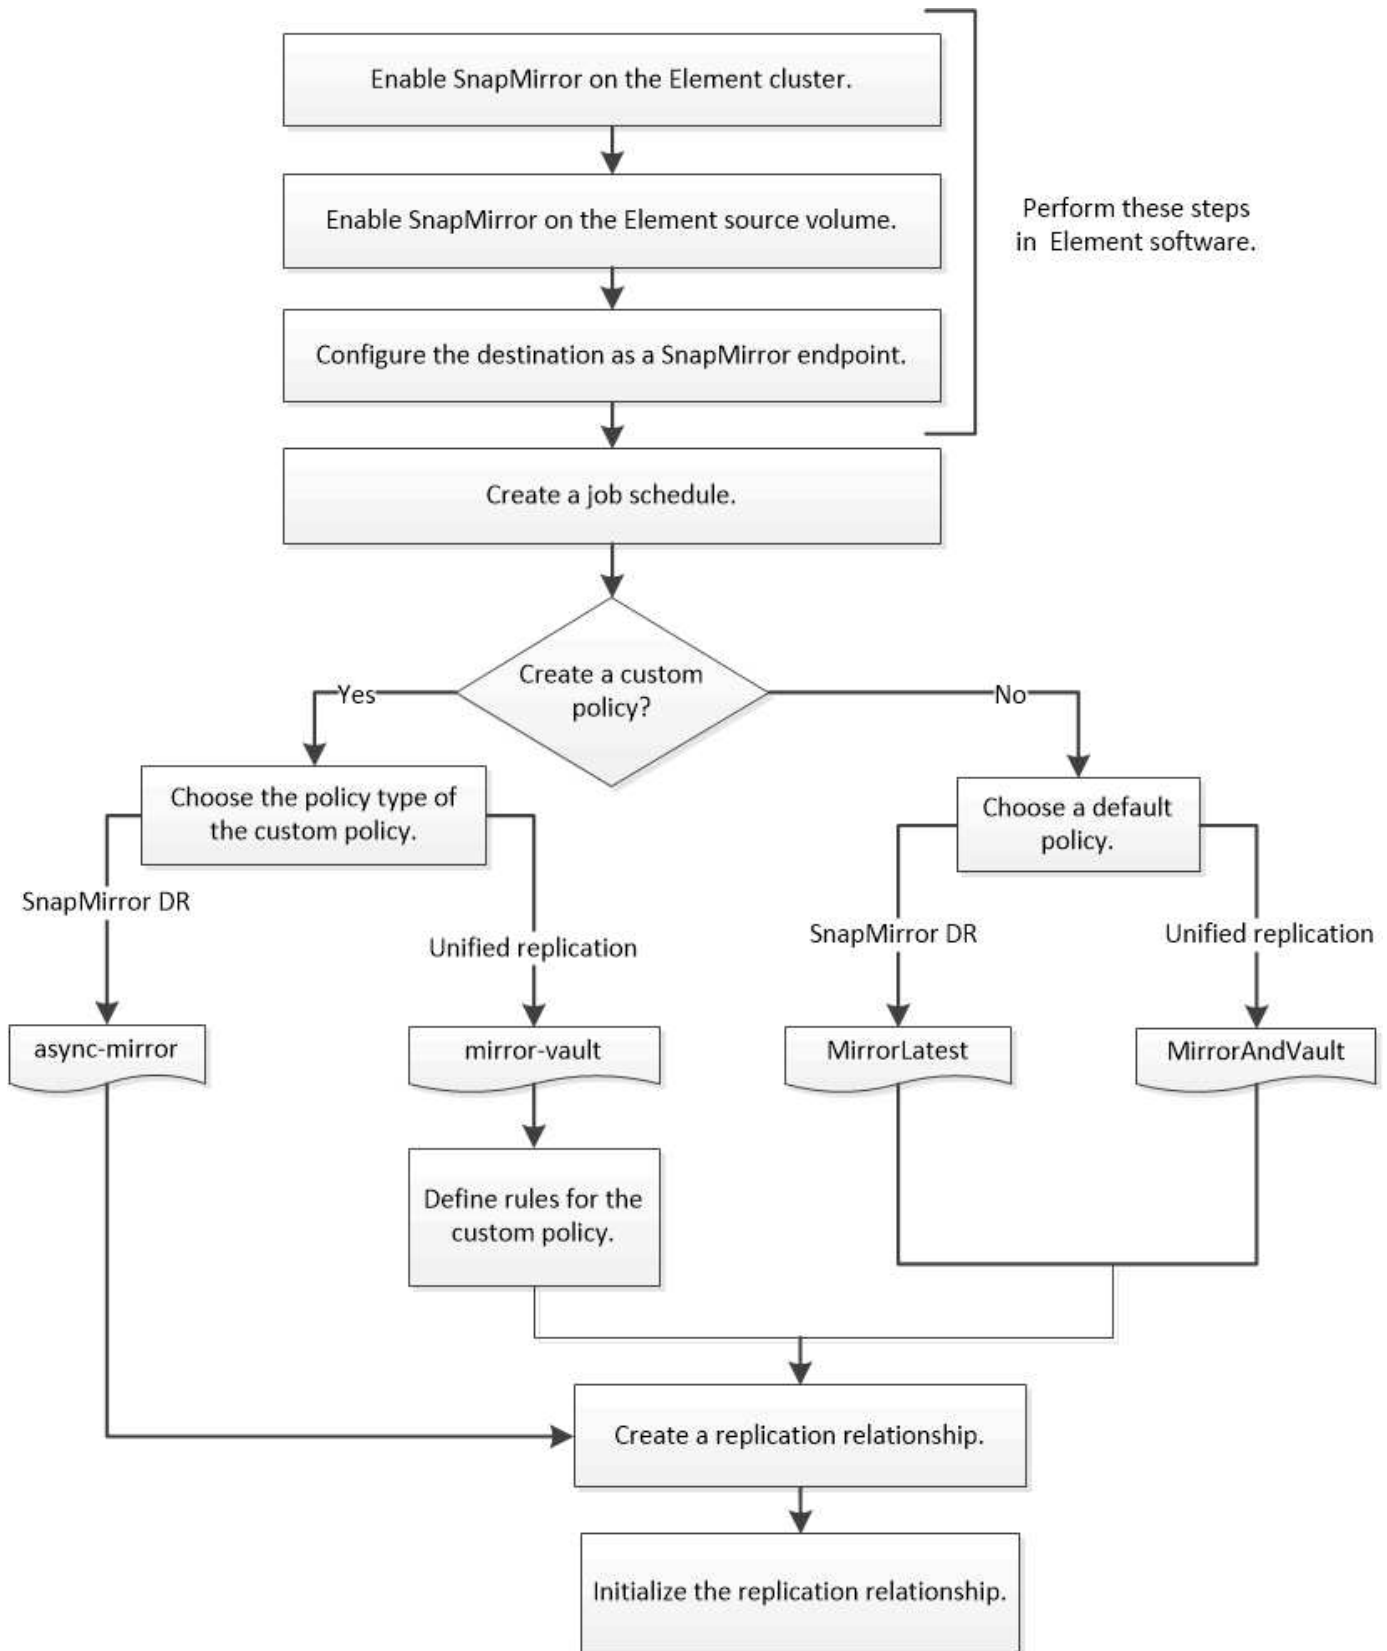 Enable SnapMirror on the Element cluster.
Enable SnapMirror on the Element source volume.
Perform these steps
in Element software.
Configure the destination as a SnapMirror endpoint.
Create a job schedule.
Create a custom
policy?
Yes
No
Choose the policy type of
the custom policy.
Choose a default
policy.
SnapMirror DR
Unified replication
SnapMirror DR
Unified replication
async-mirror
mirror-vault
MirrorLatest
MirrorAndVault
Define rules for the
custom policy.
Create a replication relationship.
Initialize the replication relationship.